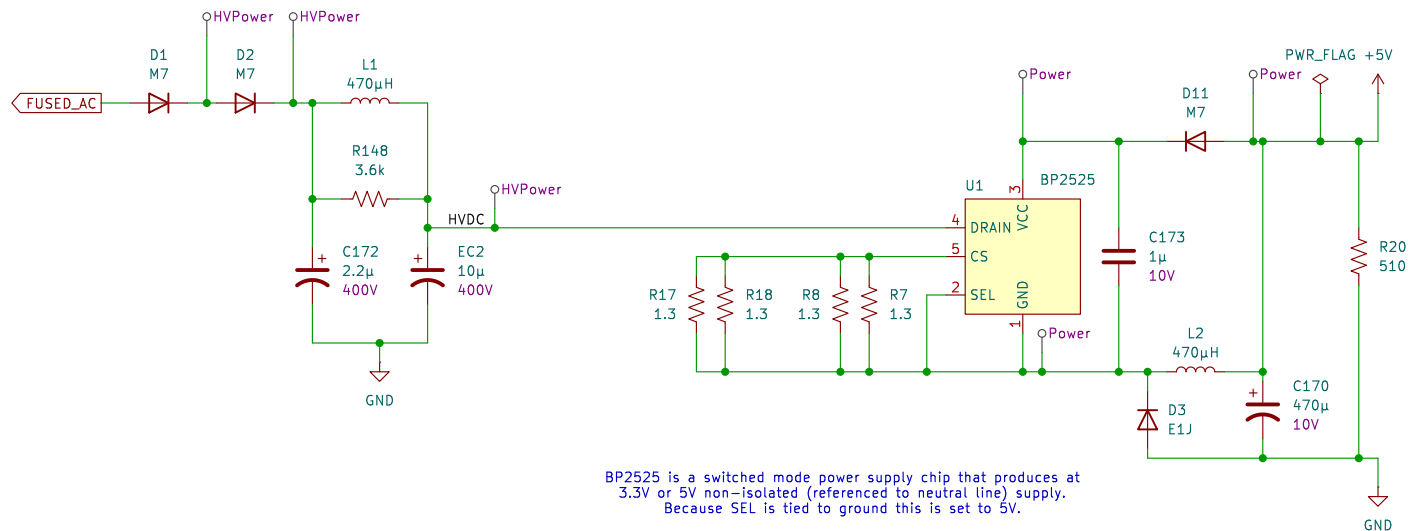 HVPower
HVPower
D1
M7
D2
M7
L1
470µH
FUSED_AC
R148
3.6k
HVPower
HVDC
C172
2.2µ
400V
+
EC2
10µ
400V
+
GND
Power
Power
PWR_FLAG
+5V
D11
M7
U1
BP2525
3
VCC
4
DRAIN
5
CS
2
SEL
GND
1
R17
1.3
R18
1.3
R8
1.3
R7
1.3
C173
1µ
10V
R20
510
Power
L2
470µH
D3
E1J
+
C170
470µ
10V
GND
BP2525 is a switched mode power supply chip that produces at
3.3V or 5V non-isolated (referenced to neutral line) supply.
Because SEL is tied to ground this is set to 5V.